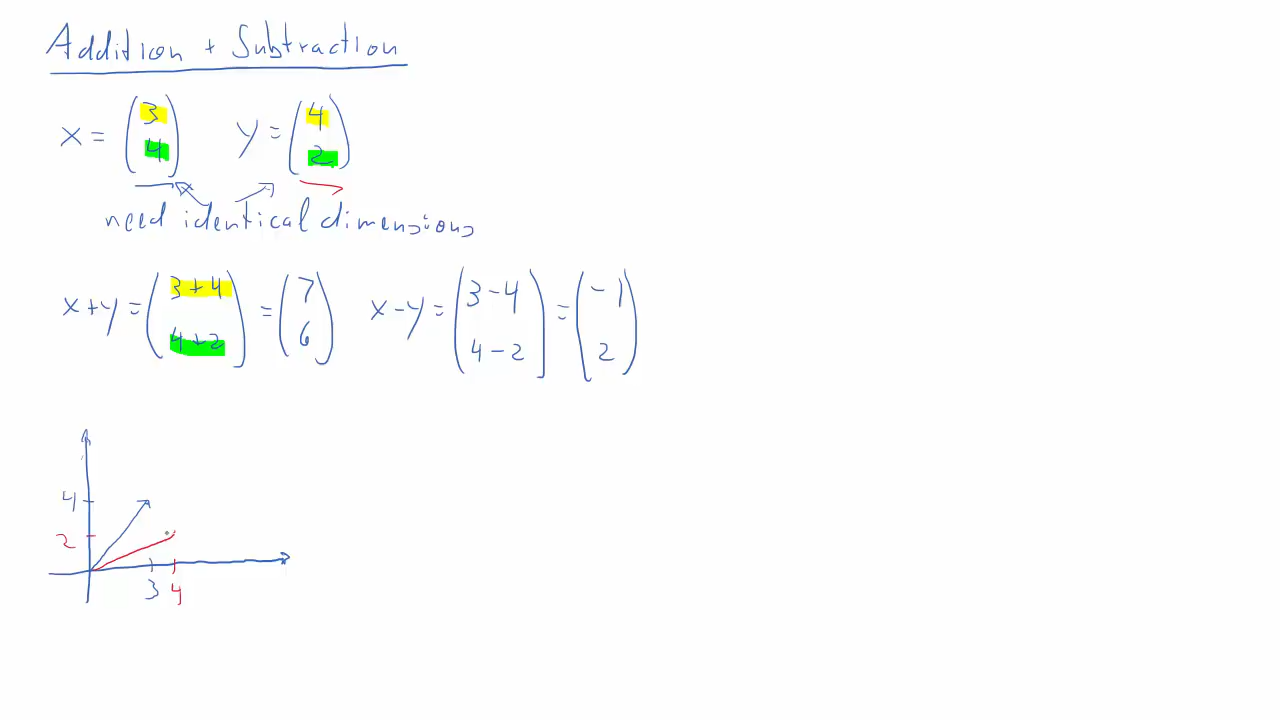 Addition + Subtraction
x = (3 4) y = (4 2)
need identical dimensions
x+y = (3+4 4+2) = (7 6) x-y = (3-4 4-2) = (-1 2)
4
2
3 4